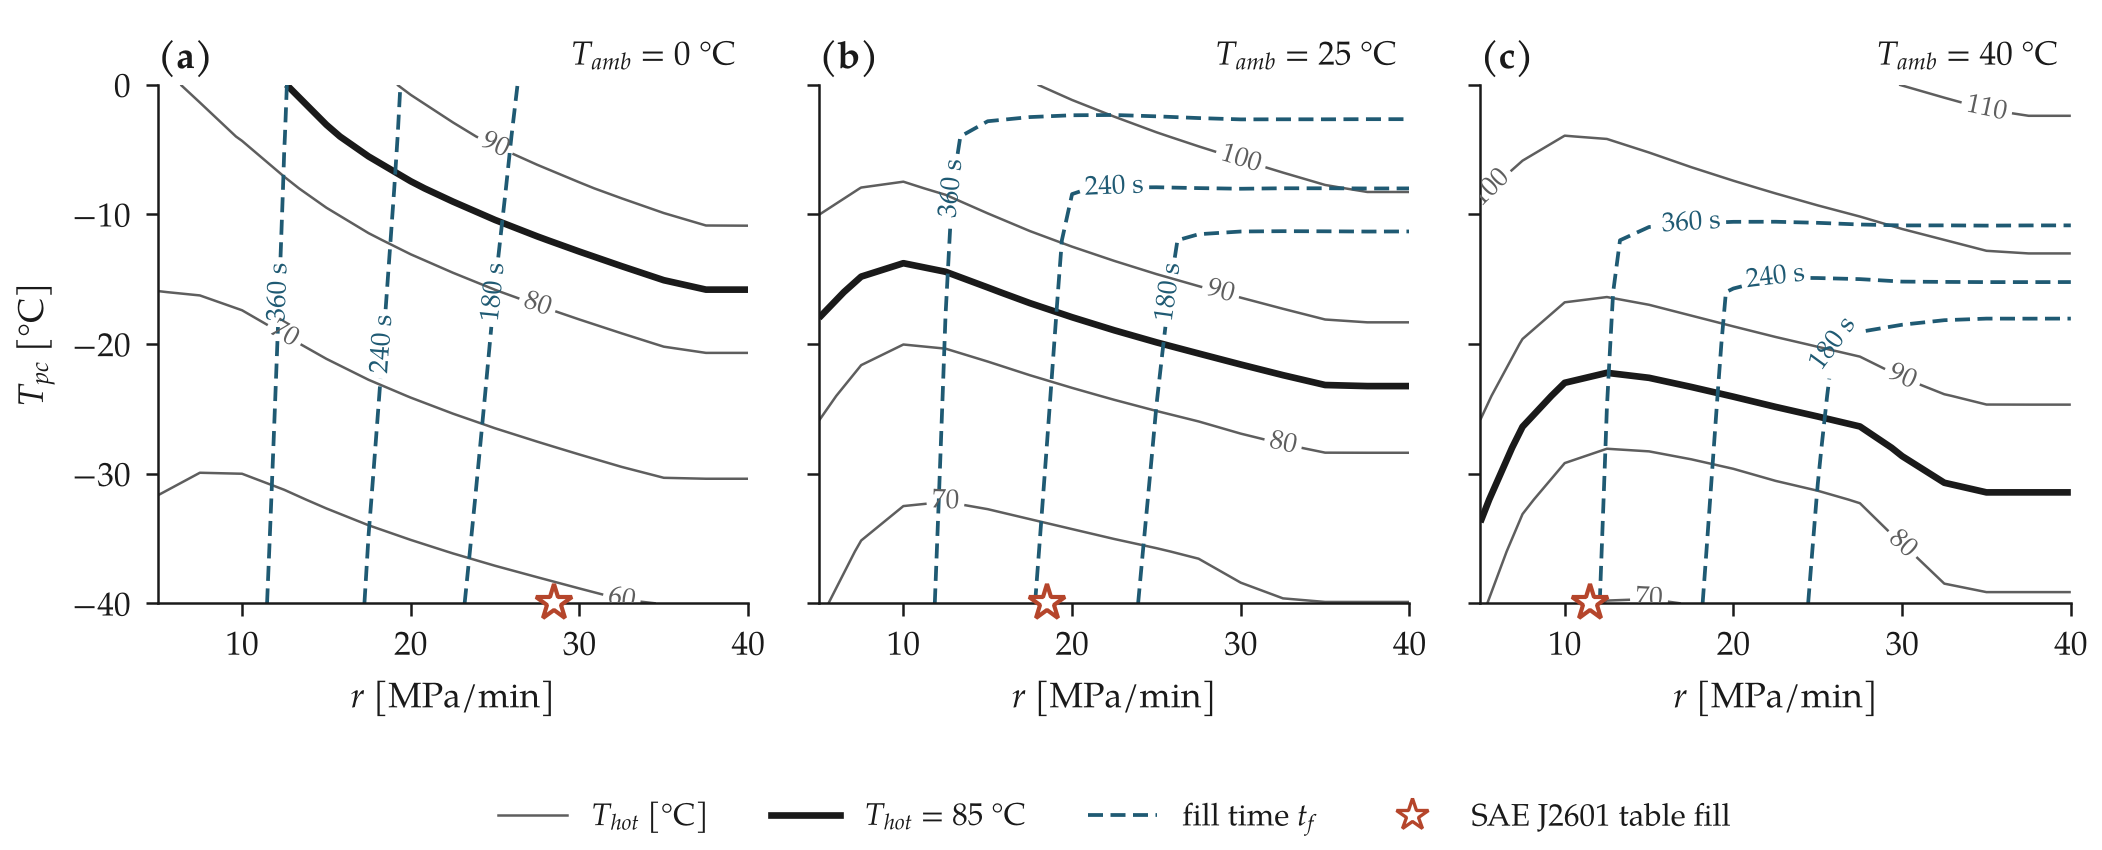 (a)
T_amb = 0 °C
(b)
T_amb = 25 °C
(c)
T_amb = 40 °C
0
−10
−20
−30
−40
T_pc [°C]
90
80
70
60
360 s
240 s
180 s
100
90
80
70
360 s
240 s
180 s
110
100
90
80
70
360 s
240 s
180 s
10 20 30 40
10 20 30 40
10 20 30 40
r [MPa/min]
r [MPa/min]
r [MPa/min]
T_hot [°C]
T_hot = 85 °C
fill time t_f
SAE J2601 table fill